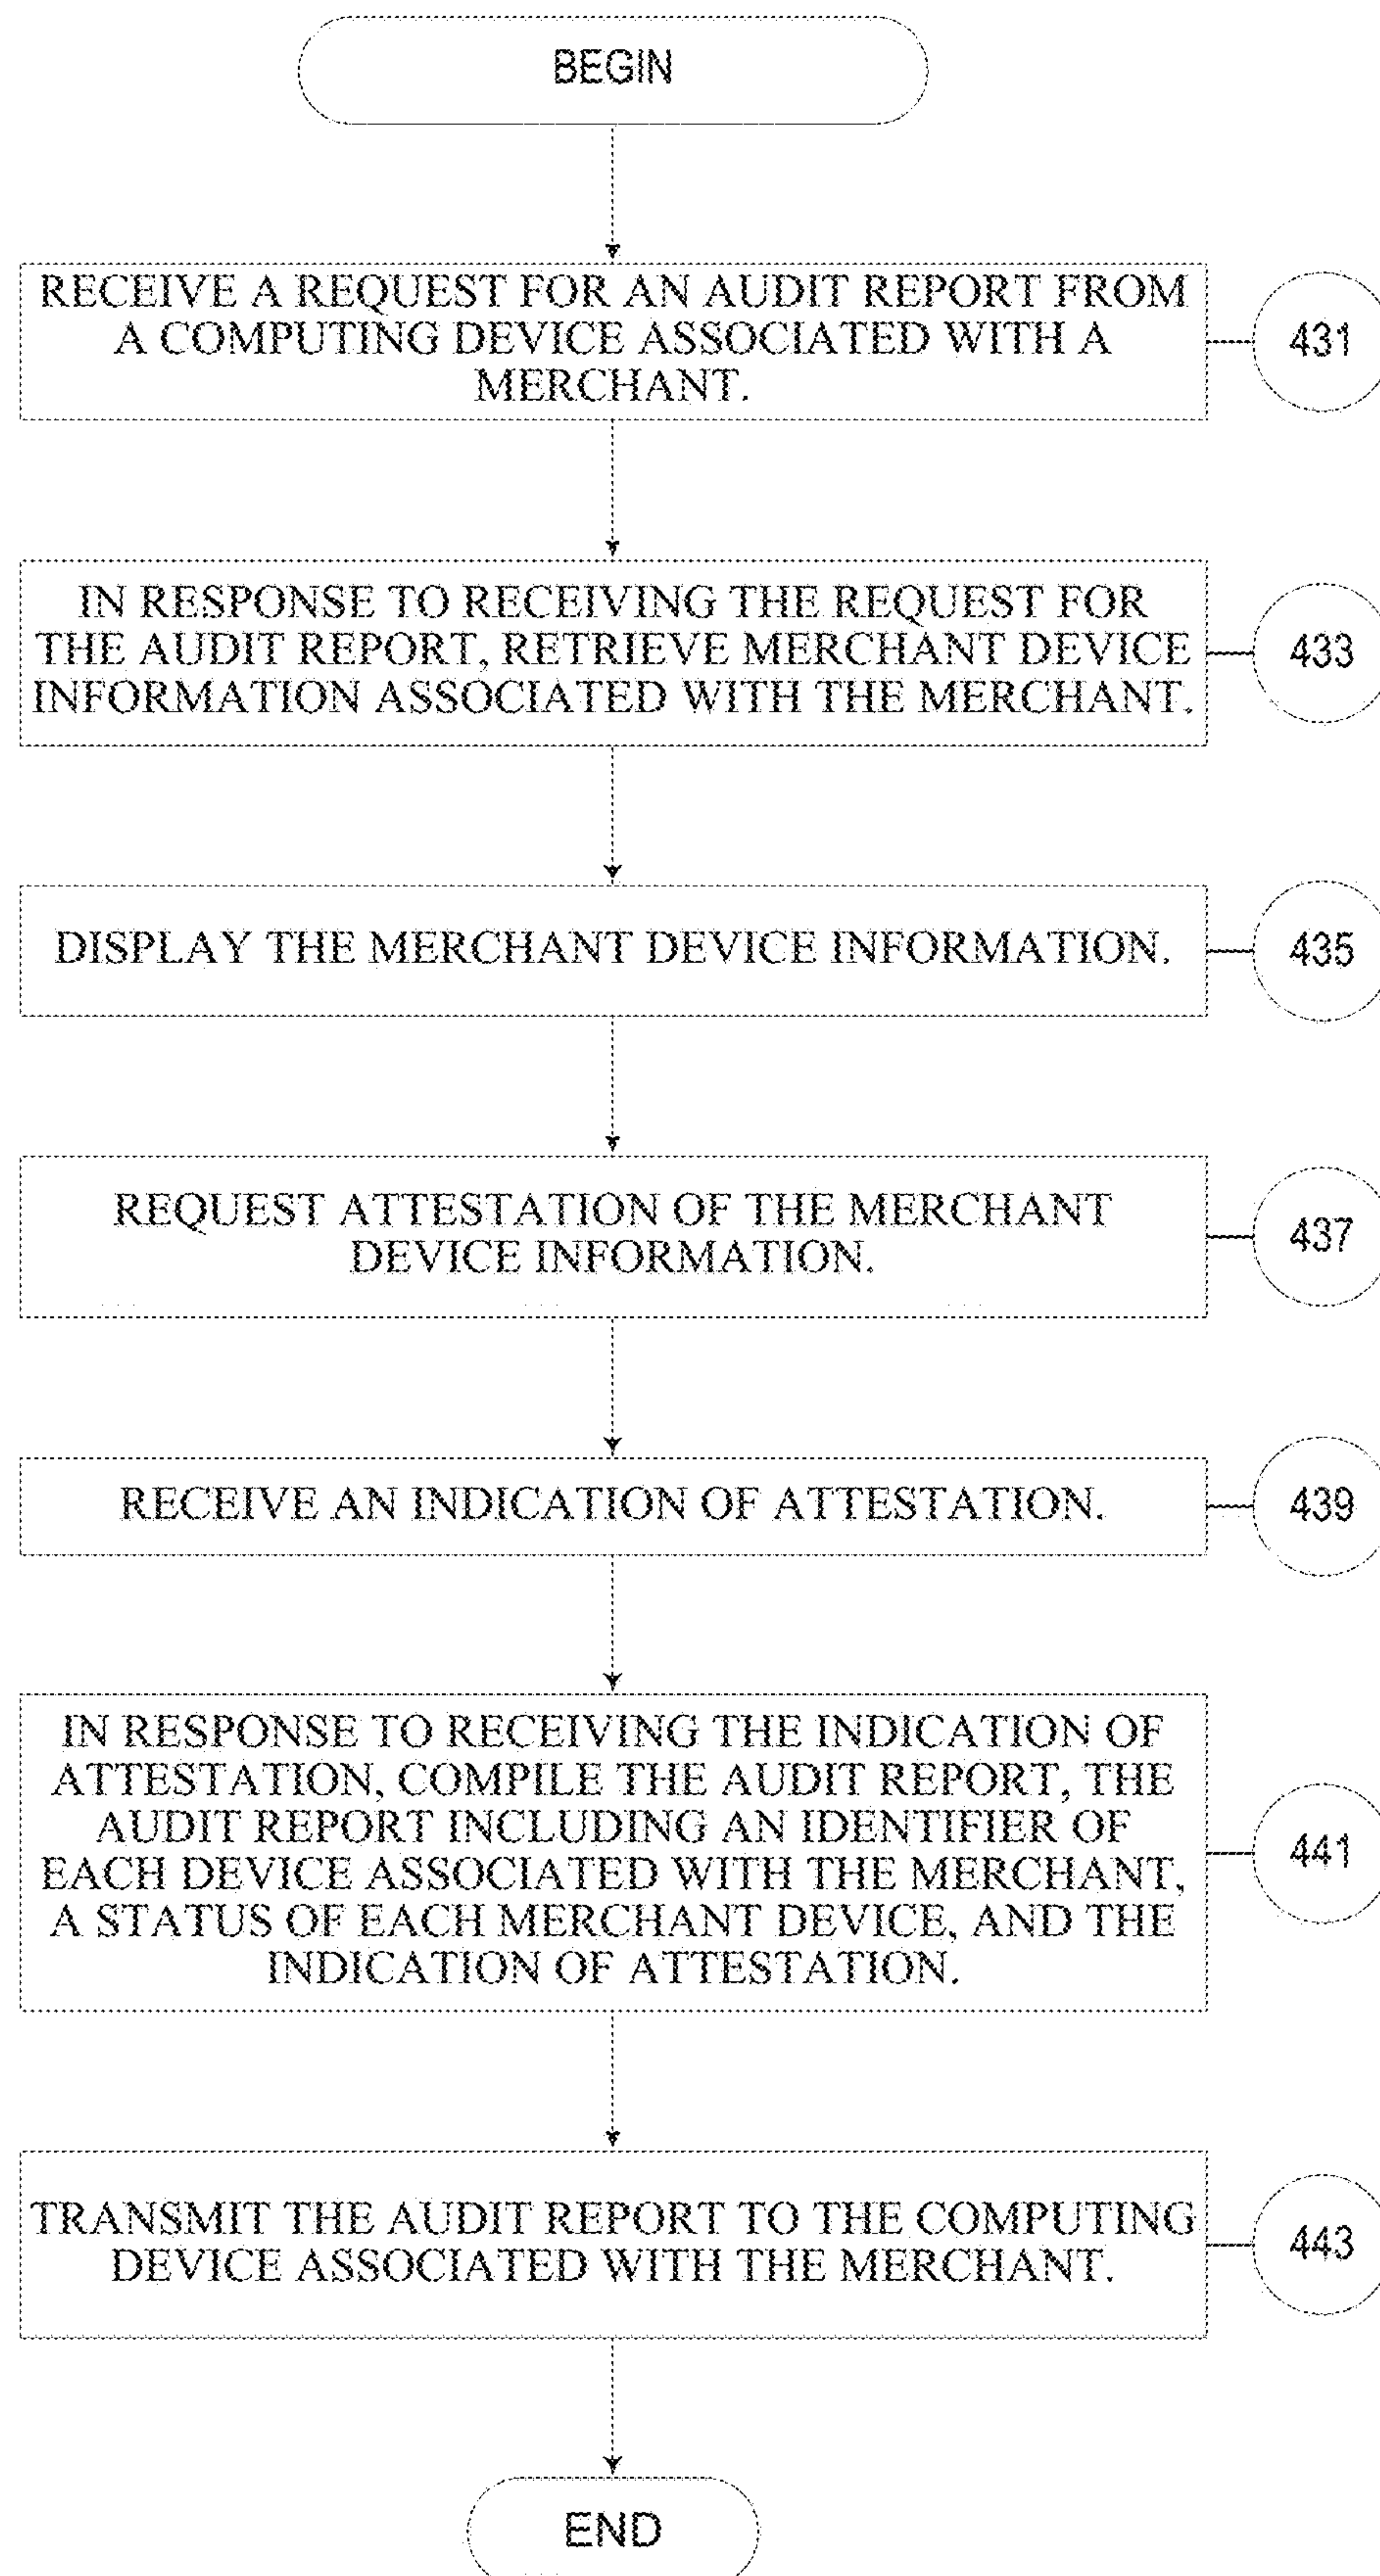 BEGIN
RECEIVE A REQUEST FOR AN AUDIT REPORT FROM
A COMPUTING DEVICE ASSOCIATED WITH A
MERCHANT.
431
IN RESPONSE TO RECEIVING THE REQUEST FOR
THE AUDIT REPORT, RETRIEVE MERCHANT DEVICE
INFORMATION ASSOCIATED WITH THE MERCHANT.
433
DISPLAY THE MERCHANT DEVICE INFORMATION.
435
REQUEST ATTESTATION OF THE MERCHANT
DEVICE INFORMATION.
437
RECEIVE AN INDICATION OF ATTESTATION.
439
IN RESPONSE TO RECEIVING THE INDICATION OF
ATTESTATION, COMPILE THE AUDIT REPORT, THE
AUDIT REPORT INCLUDING AN IDENTIFIER OF
EACH DEVICE ASSOCIATED WITH THE MERCHANT,
A STATUS OF EACH MERCHANT DEVICE, AND THE
INDICATION OF ATTESTATION.
441
TRANSMIT THE AUDIT REPORT TO THE COMPUTING
DEVICE ASSOCIATED WITH THE MERCHANT.
443
END